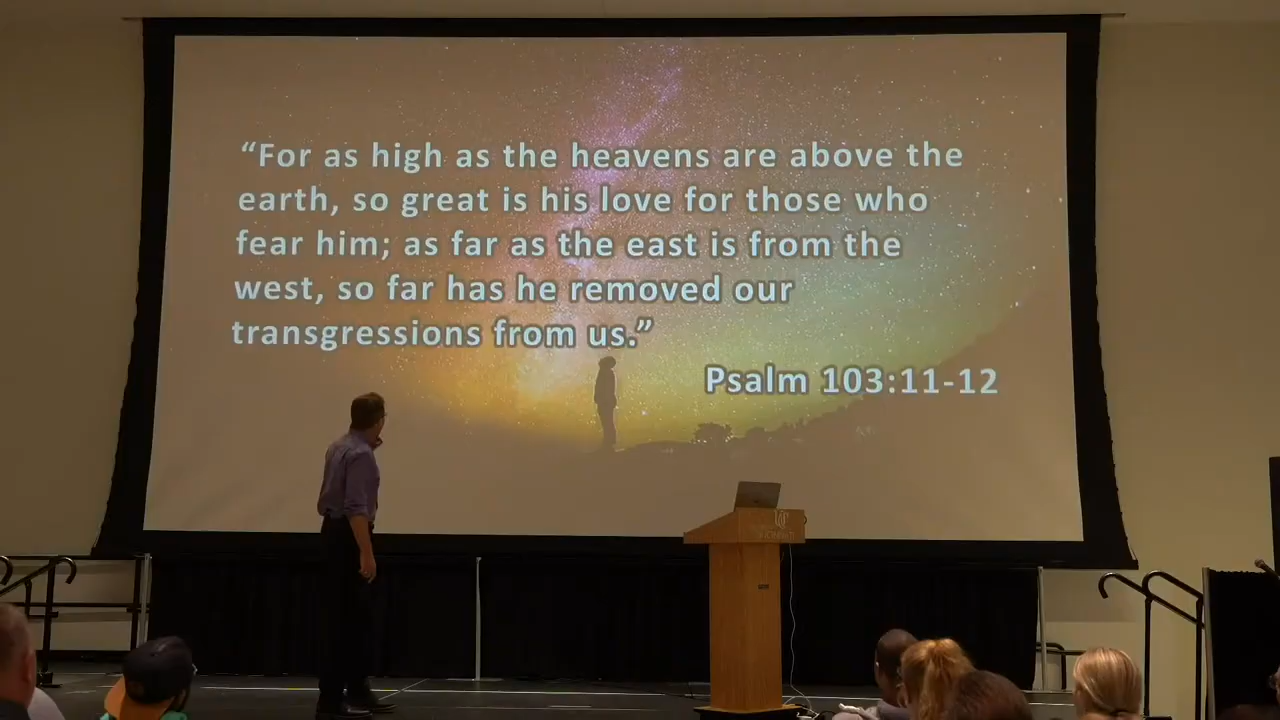 “For as high as the heavens are above the
earth, so great is his love for those who
fear him; as far as the east is from the
west, so far has he removed our
transgressions from us.”
Psalm 103:11-12